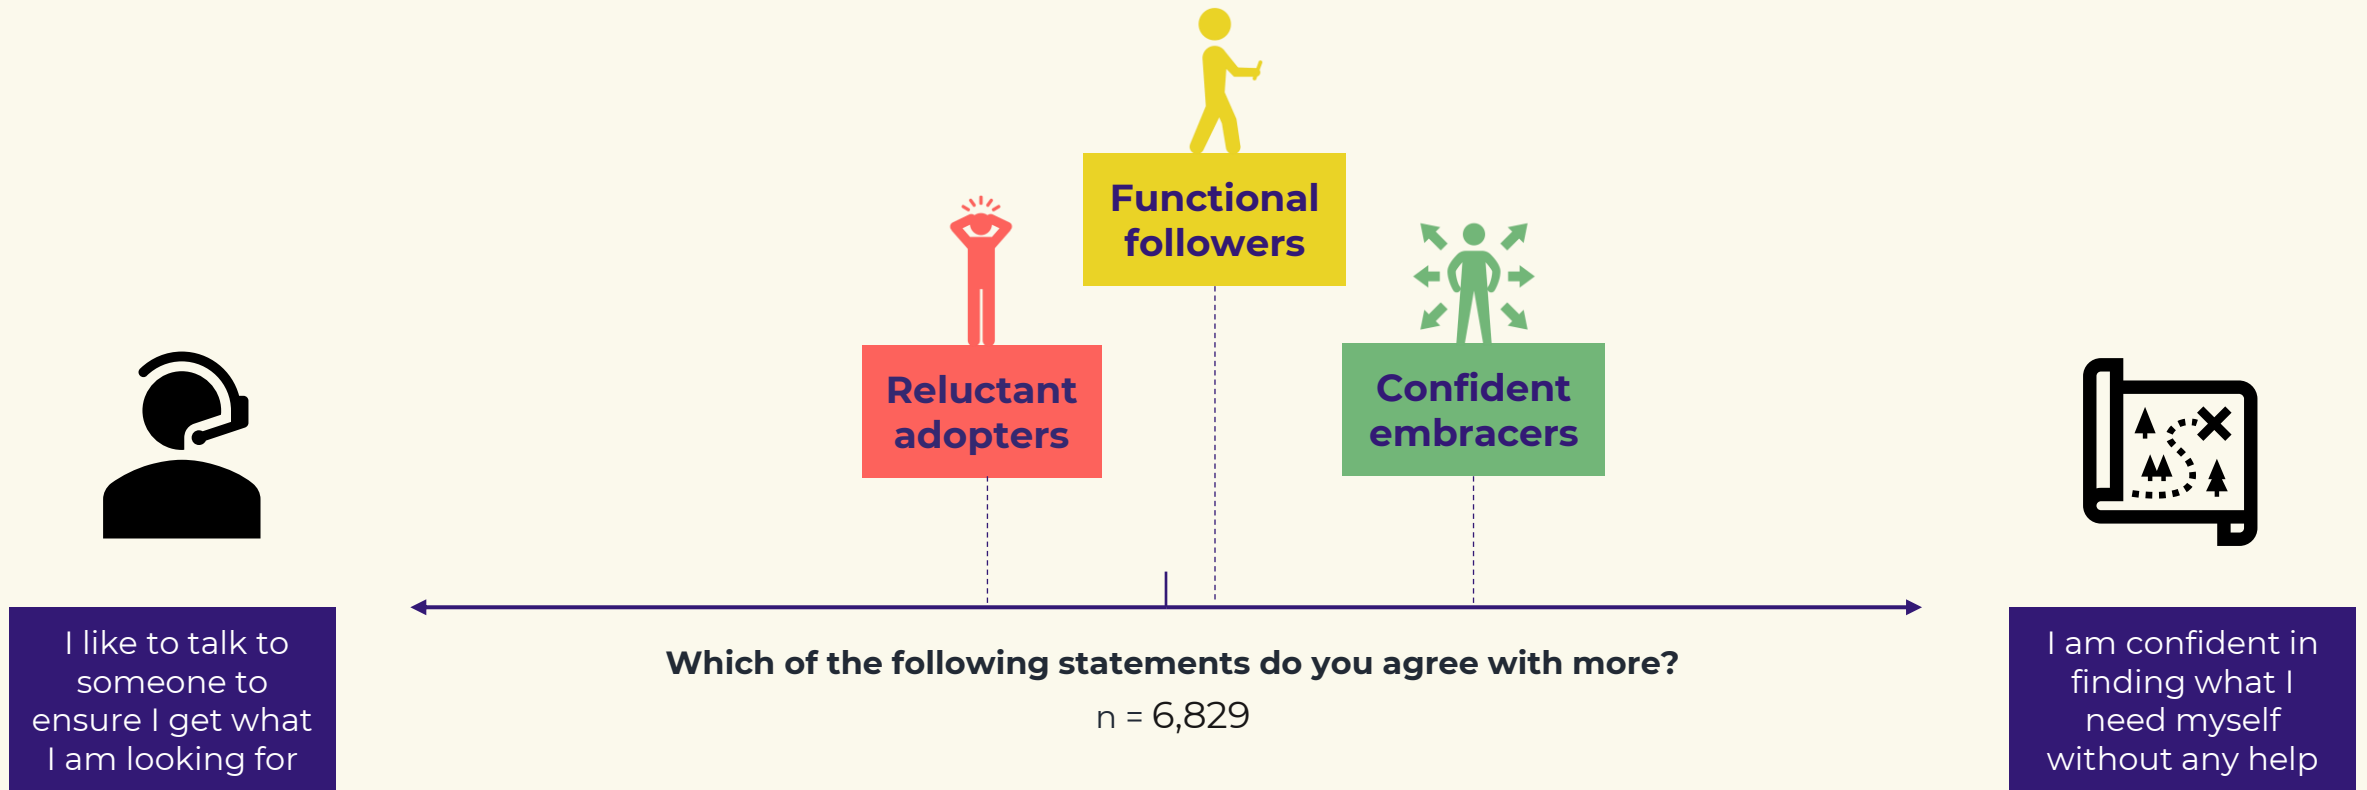 Functional
followers
Reluctant
adopters
Confident
embracers
I like to talk to
someone to
ensure I get what
I am looking for
Which of the following statements do you agree with more?
n = 6,829
I am confident in
finding what I
need myself
without any help